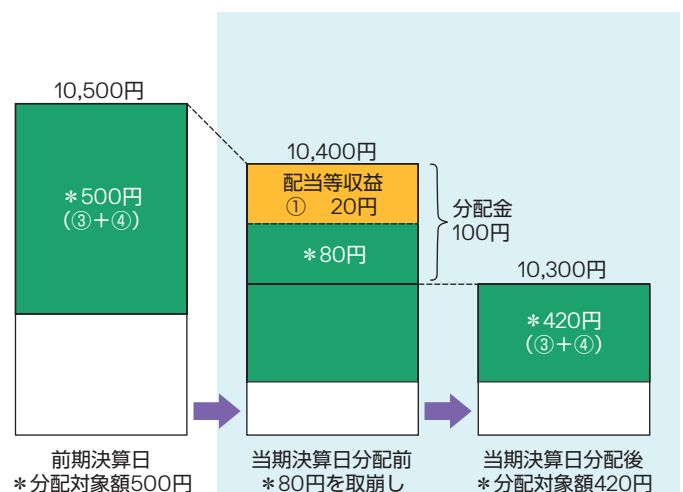 10,500円
＊500円
(③＋④)
前期決算日
＊分配対象額500円
10,400円
配当等収益
①　20円
＊80円
分配金
100円
当期決算日分配前
＊80円を取崩し
10,300円
＊420円
(③＋④)
当期決算日分配後
＊分配対象額420円